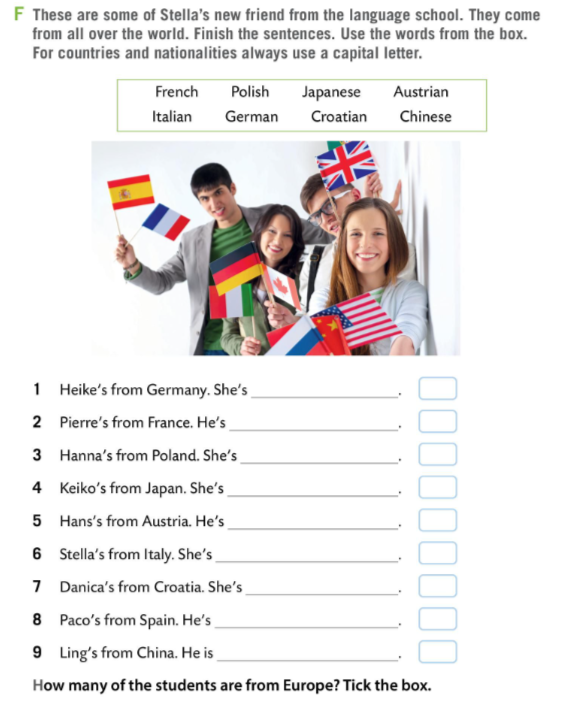 F These are some of Stella's new friend from the language school. They come
from all over the world. Finish the sentences. Use the words from the box.
For countries and nationalities always use a capital letter.
French Polish Japanese Austrian
Italian German Croatian Chinese
1 Heike's from Germany. She's ____________.
2 Pierre's from France. He's ____________.
3 Hanna's from Poland. She's ____________.
4 Keiko's from Japan. She's ____________.
5 Hans's from Austria. He's ____________.
6 Stella's from Italy. She's ____________.
7 Danica's from Croatia. She's ____________.
8 Paco's from Spain. He's ____________.
9 Ling's from China. He is ____________.
How many of the students are from Europe? Tick the box.